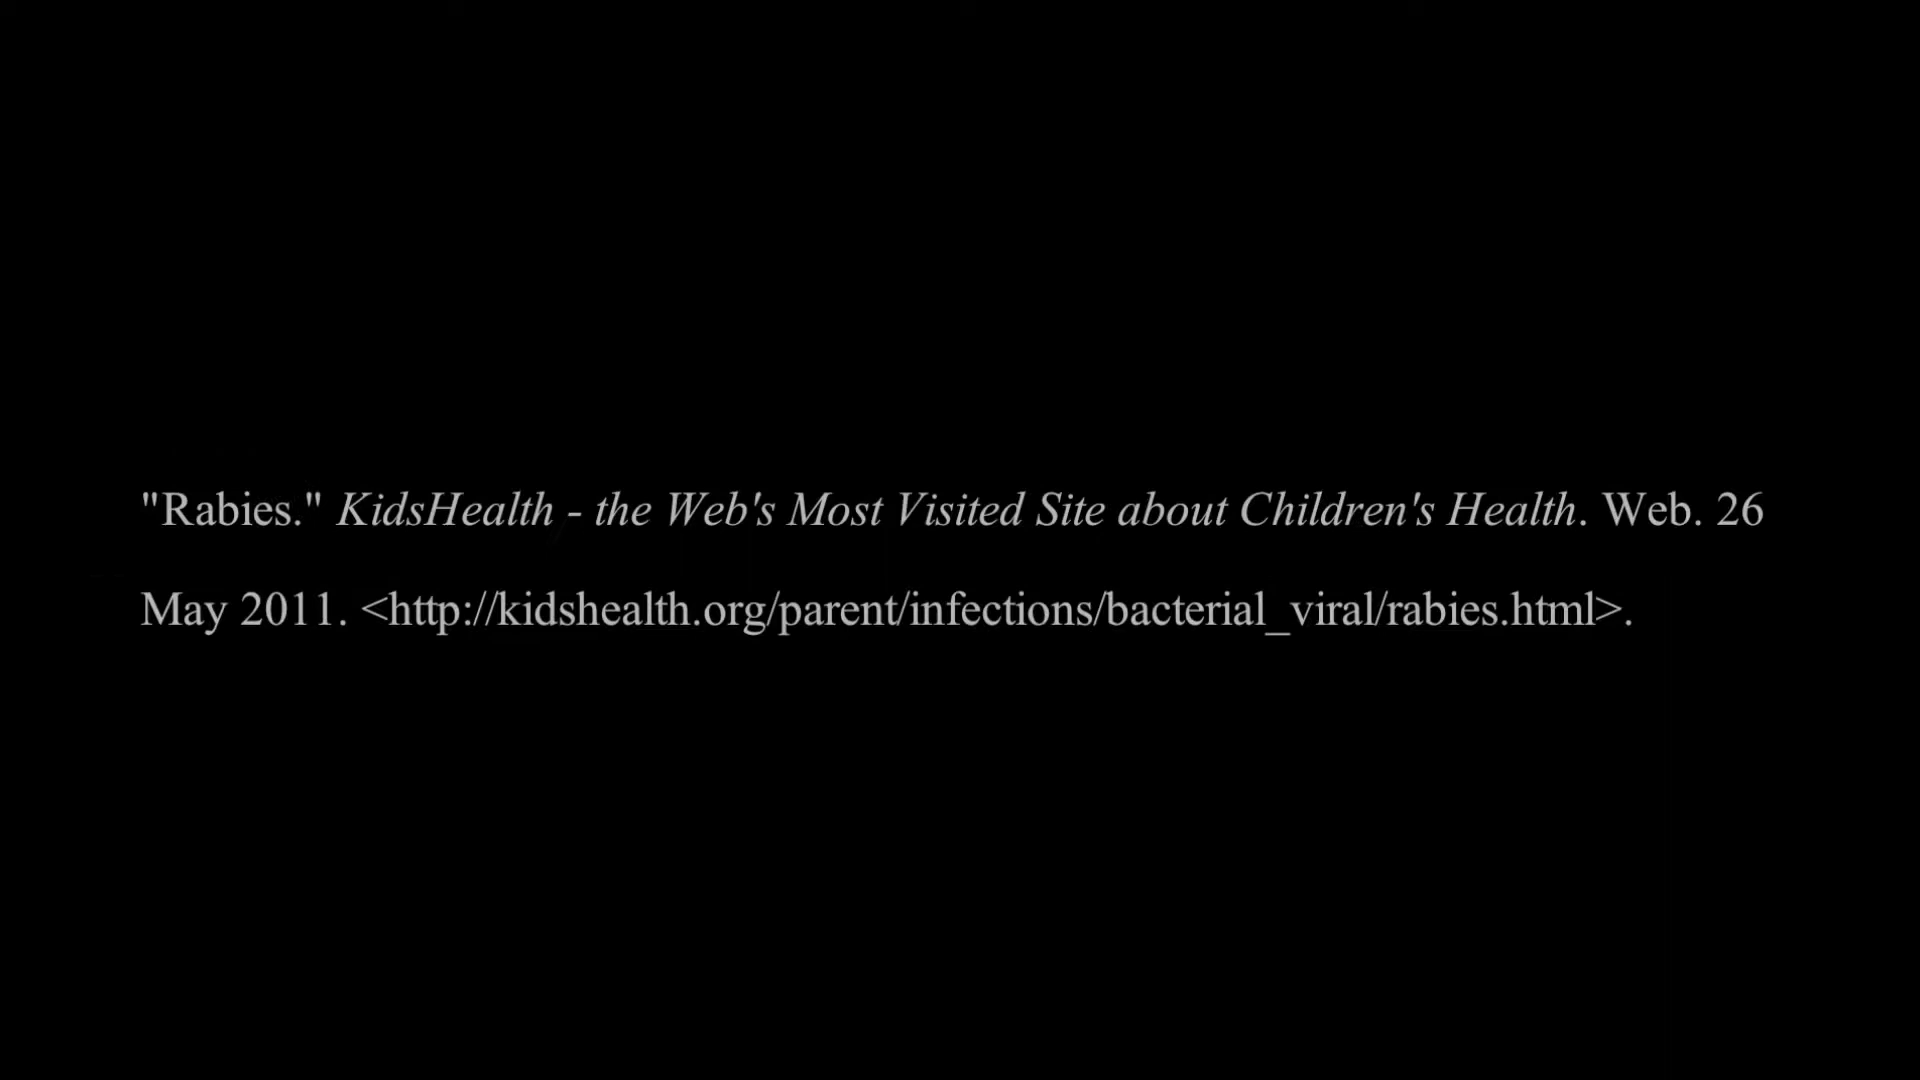 "Rabies." KidsHealth - the Web's Most Visited Site about Children's Health. Web. 26
May 2011. <http://kidshealth.org/parent/infections/bacterial_viral/rabies.html>.